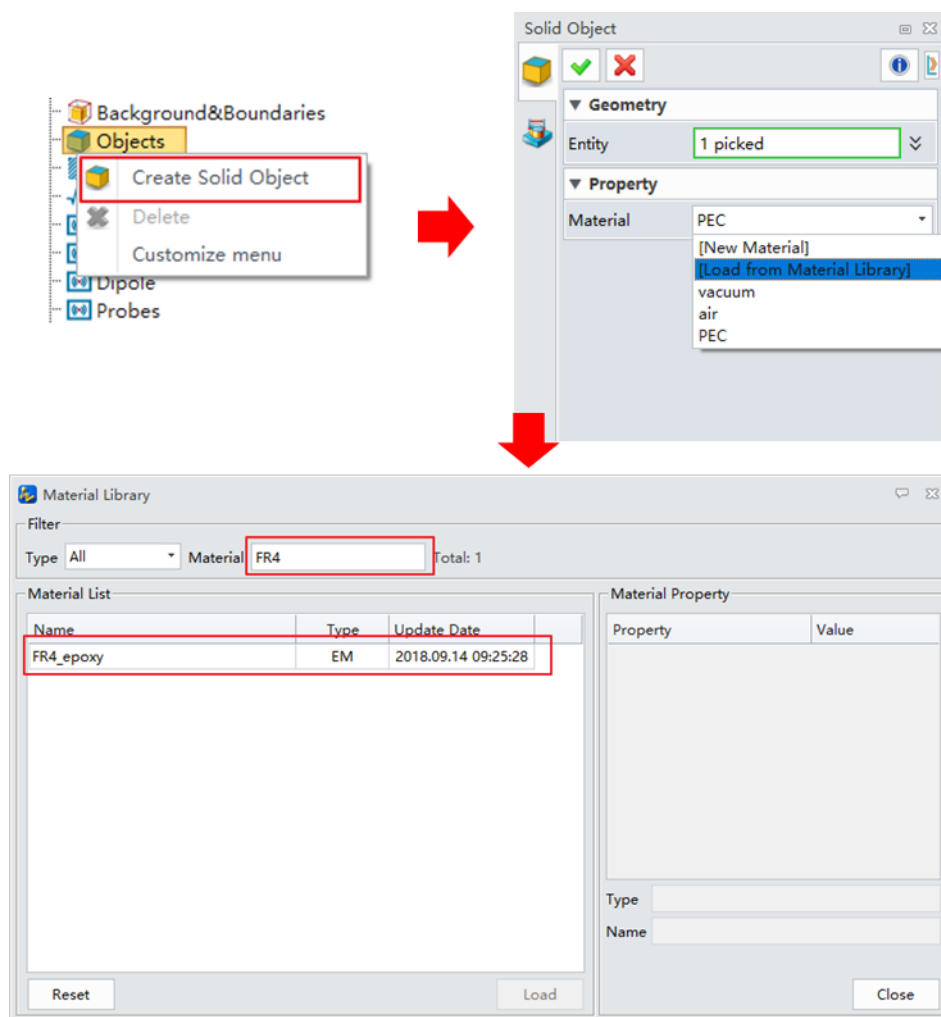 Background&Boundaries
Objects
Create Solid Object
Delete
Customize menu
Dipole
Probes
Solid Object
Geometry
Entity 1 picked
Property
Material PEC
[New Material]
[Load from Material Library]
vacuum
air
PEC
Material Library
Filter
Type All Material FR4 Total: 1
Material List
Name Type Update Date
FR4_epoxy EM 2018.09.14 09:25:28
Reset Load
Material Property
Property Value
Type
Name
Close